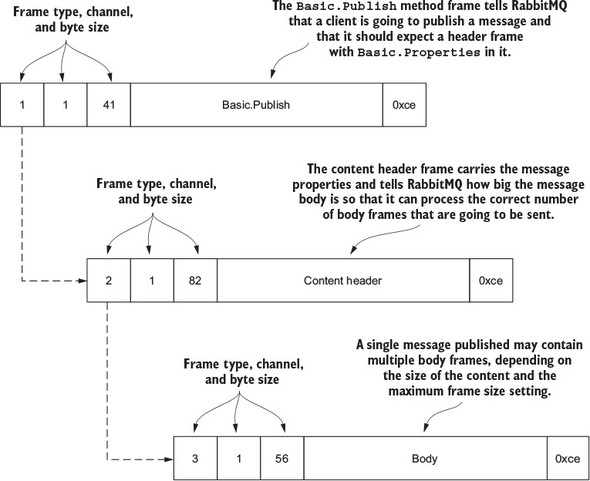 Frame type, channel,
and byte size
The Basic.Publish method frame tells RabbitMQ
that a client is going to publish a message and
that it should expect a header frame
with Basic.Properties in it.
1 1 41 Basic.Publish 0xce
Frame type, channel,
and byte size
The content header frame carries the message
properties and tells RabbitMQ how big the message
body is so that it can process the correct number
of body frames that are going to be sent.
2 1 82 Content header 0xce
Frame type, channel,
and byte size
A single message published may contain
multiple body frames, depending on
the size of the content and the
maximum frame size setting.
3 1 56 Body 0xce